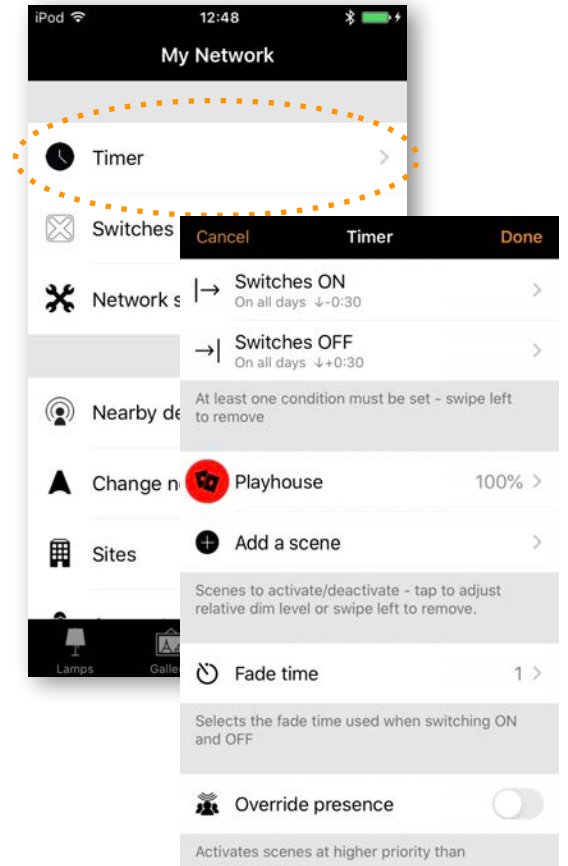 iPod 12:48
My Network
Timer
Switches
Network s
Nearby de
Change n
Sites
Lamps
Galle
Cancel Timer Done
Switches ON
On all days ↓-0:30
Switches OFF
On all days ↓+0:30
At least one condition must be set - swipe left
to remove
Playhouse 100%
Add a scene
Scenes to activate/deactivate - tap to adjust
relative dim level or swipe left to remove.
Fade time 1
Selects the fade time used when switching ON
and OFF
Override presence
Activates scenes at higher priority than